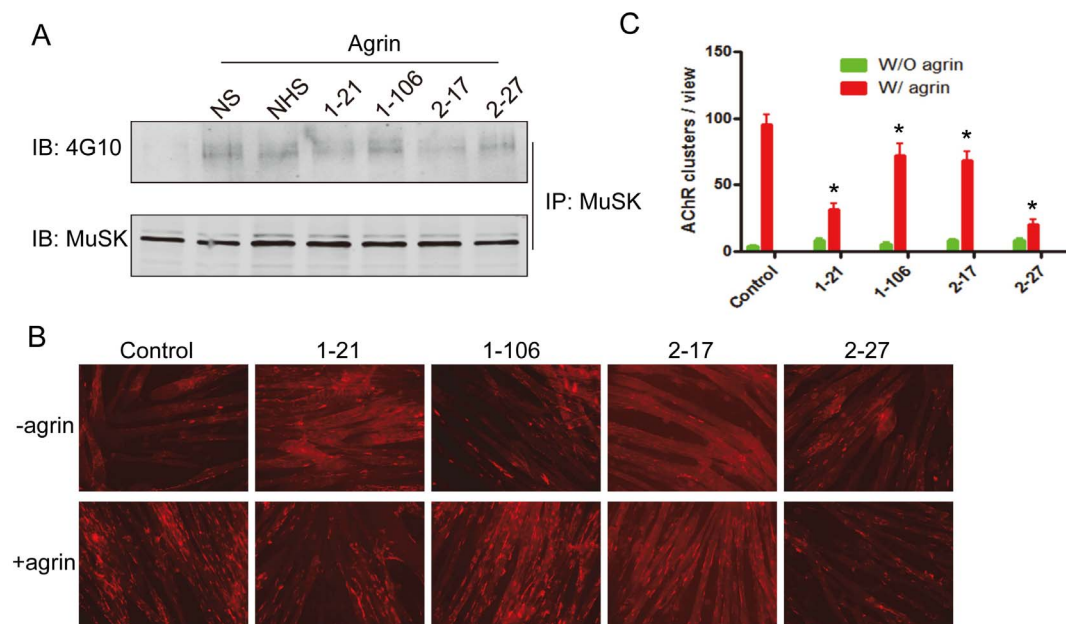 A
Agrin
NS NHS 1-21 1-106 2-17 2-27
IB: 4G10
IB: MuSK
IP: MuSK
C
150
100
50
0
AChR clusters / view
W/O agrin
W/ agrin
*
*
*
*
Control 1-21 1-106 2-17 2-27
B
Control 1-21 1-106 2-17 2-27
-agrin
+agrin